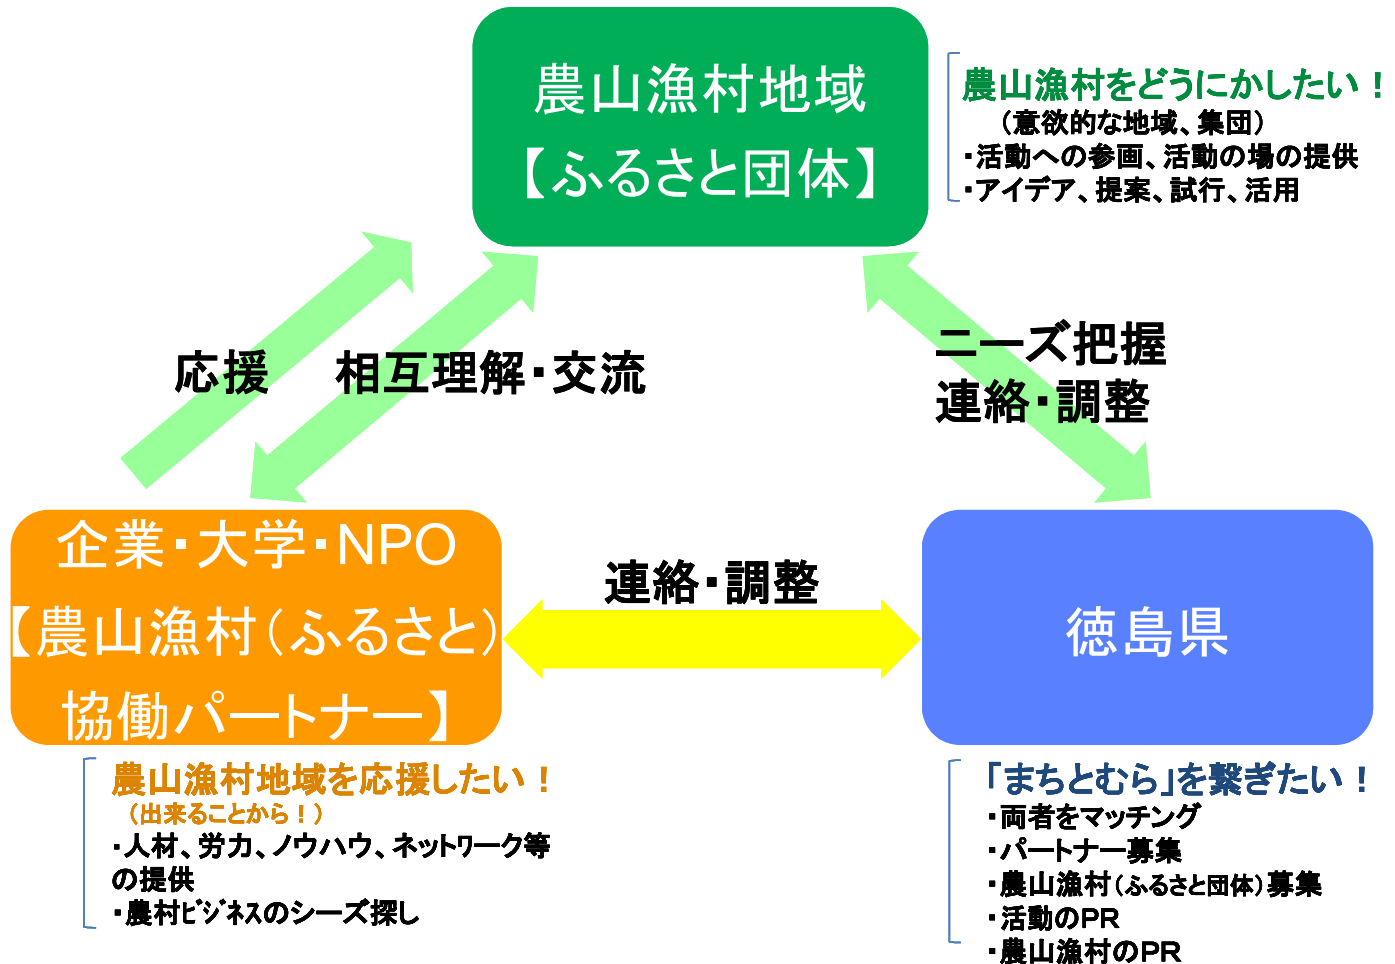 農山漁村地域
【ふるさと団体】
農山漁村をどうにかしたい！
（意欲的な地域、集団）
・活動への参画、活動の場の提供
・アイデア、提案、試行、活用
応援
相互理解・交流
ニーズ把握
連絡・調整
企業・大学・NPO
【農山漁村（ふるさと）
協働パートナー】
連絡・調整
徳島県
農山漁村地域を応援したい！
（出来ることから！）
・人材、労力、ノウハウ、ネットワーク等
の提供
・農村ﾋﾞｼﾞﾈｽのシーズ探し
「まちとむら」を繋ぎたい！
・両者をマッチング
・パートナー募集
・農山漁村（ふるさと団体）募集
・活動のPR
・農山漁村のPR